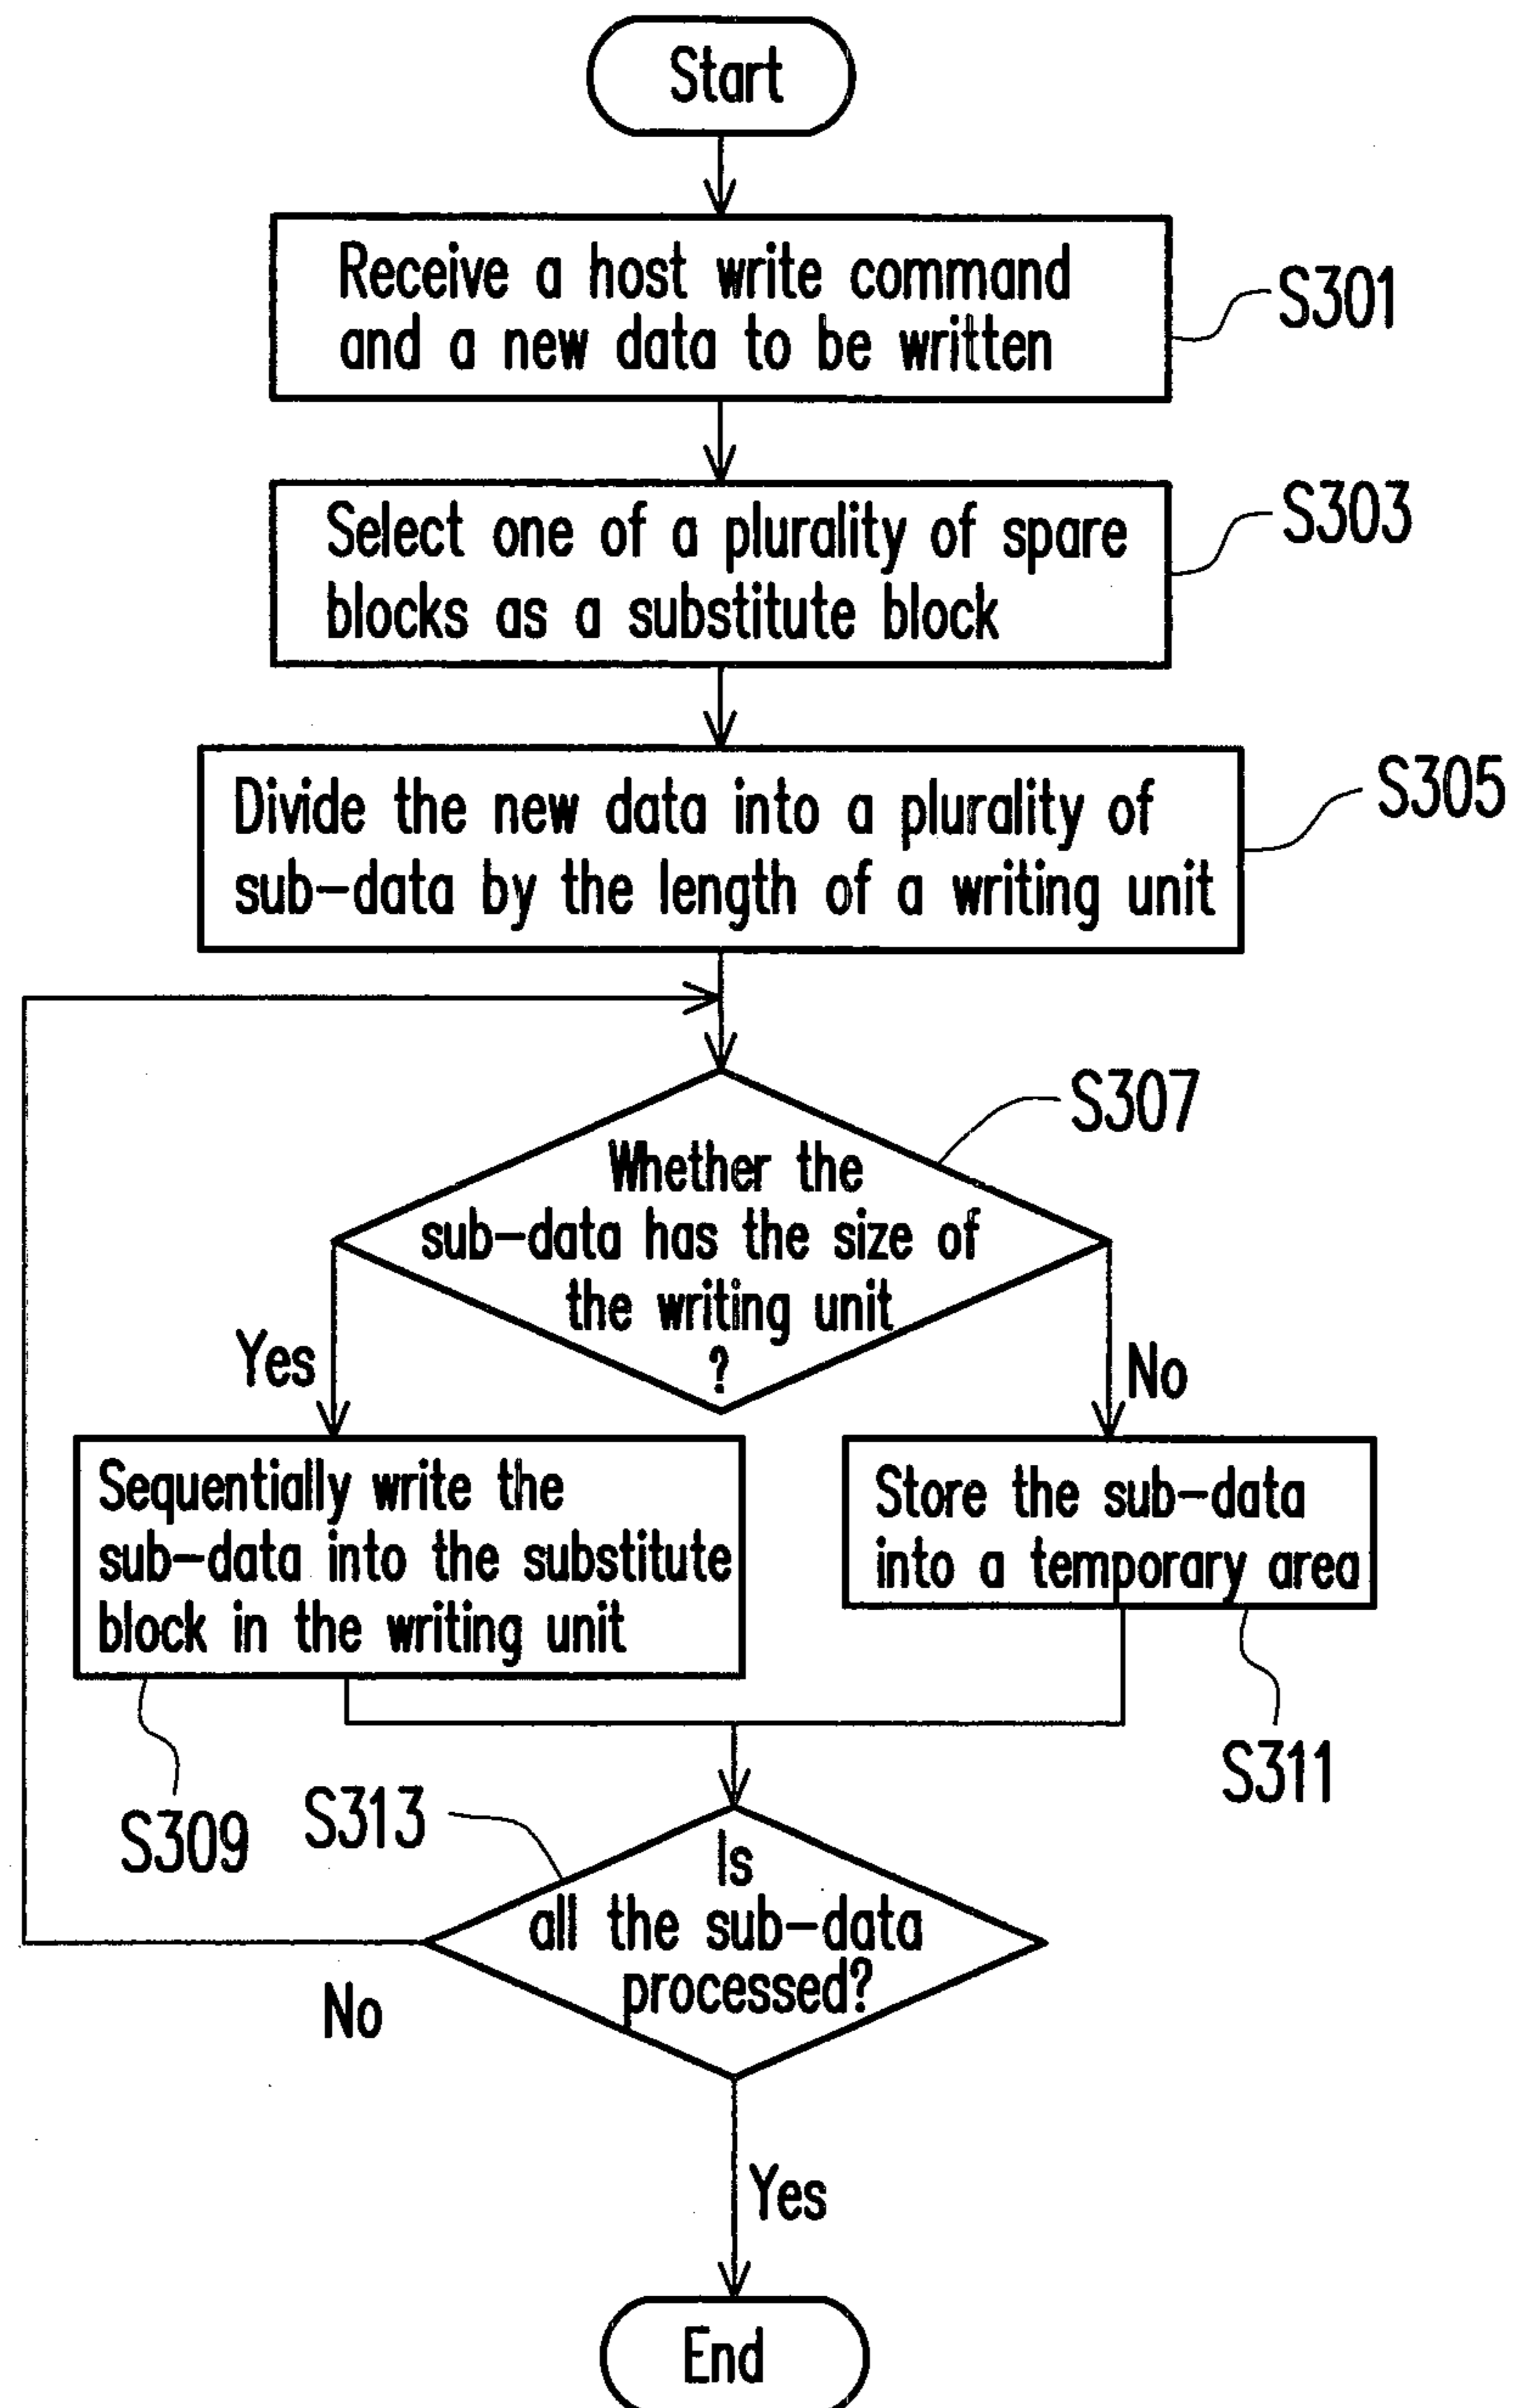 Start
Receive a host write command
and a new data to be written
S301
Select one of a plurality of spare
blocks as a substitute block
S303
Divide the new data into a plurality of
sub-data by the length of a writing unit
S305
S307
Whether the
sub-data has the size of
the writing unit
?
Yes
No
Sequentially write the
sub-data into the substitute
block in the writing unit
Store the sub-data
into a temporary area
S309
S311
S313
Is
all the sub-data
processed?
No
Yes
End